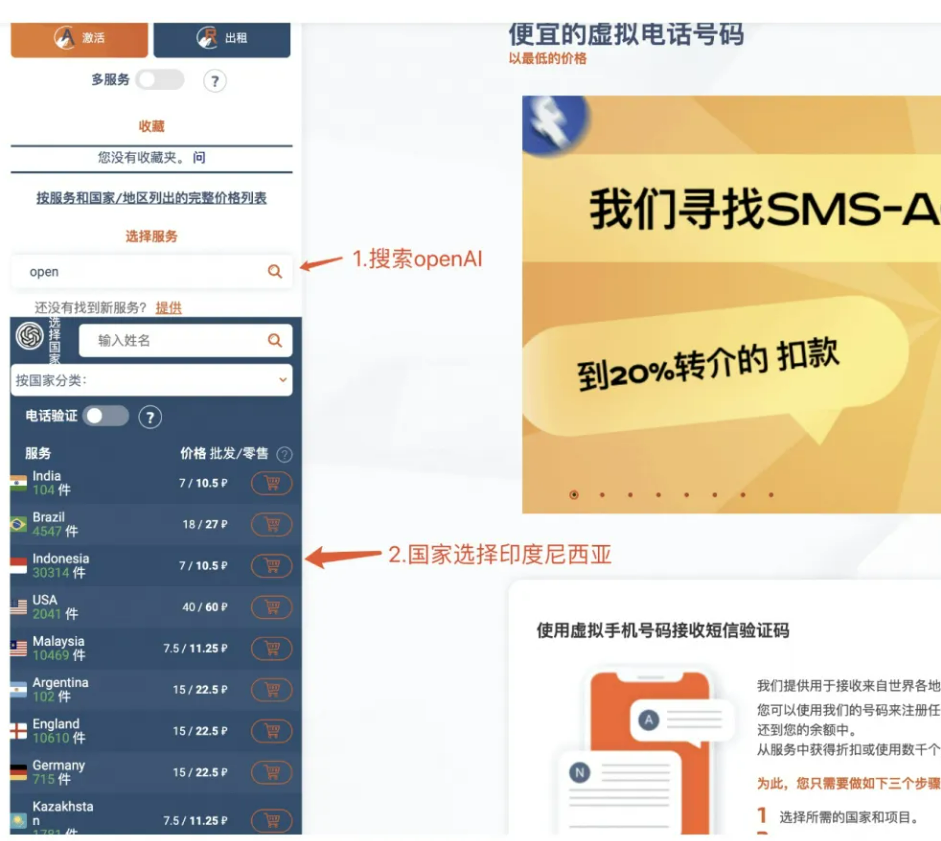 激活
出租
多服务
?
收藏
您没有收藏夹。 问
按服务和国家/地区列出的完整价格列表
选择服务
open
1.搜索openAI
还没有找到新服务? 提供
选择国家
输入姓名
按国家分类:
电话验证
?
服务 价格 批发/零售 ?
India
104 件
7 / 10.5 ₽
Brazil
4547 件
18 / 27 ₽
Indonesia
30314 件
7 / 10.5 ₽
2.国家选择印度尼西亚
USA
2041 件
40 / 60 ₽
Malaysia
10469 件
7.5 / 11.25 ₽
Argentina
102 件
15 / 22.5 ₽
England
10610 件
15 / 22.5 ₽
Germany
715 件
15 / 22.5 ₽
Kazakhsta
n
1781 件
7.5 / 11.25 ₽
便宜的虚拟电话号码
以最低的价格
我们寻找SMS-A
到20%转介的 扣款
使用虚拟手机号码接收短信验证码
A
N
我们提供用于接收来自世界各地
您可以使用我们的号码来注册任
还到您的余额中。
从服务中获得折扣或使用数千个
为此，您只需要做如下三个步骤
1 选择所需的国家和项目。